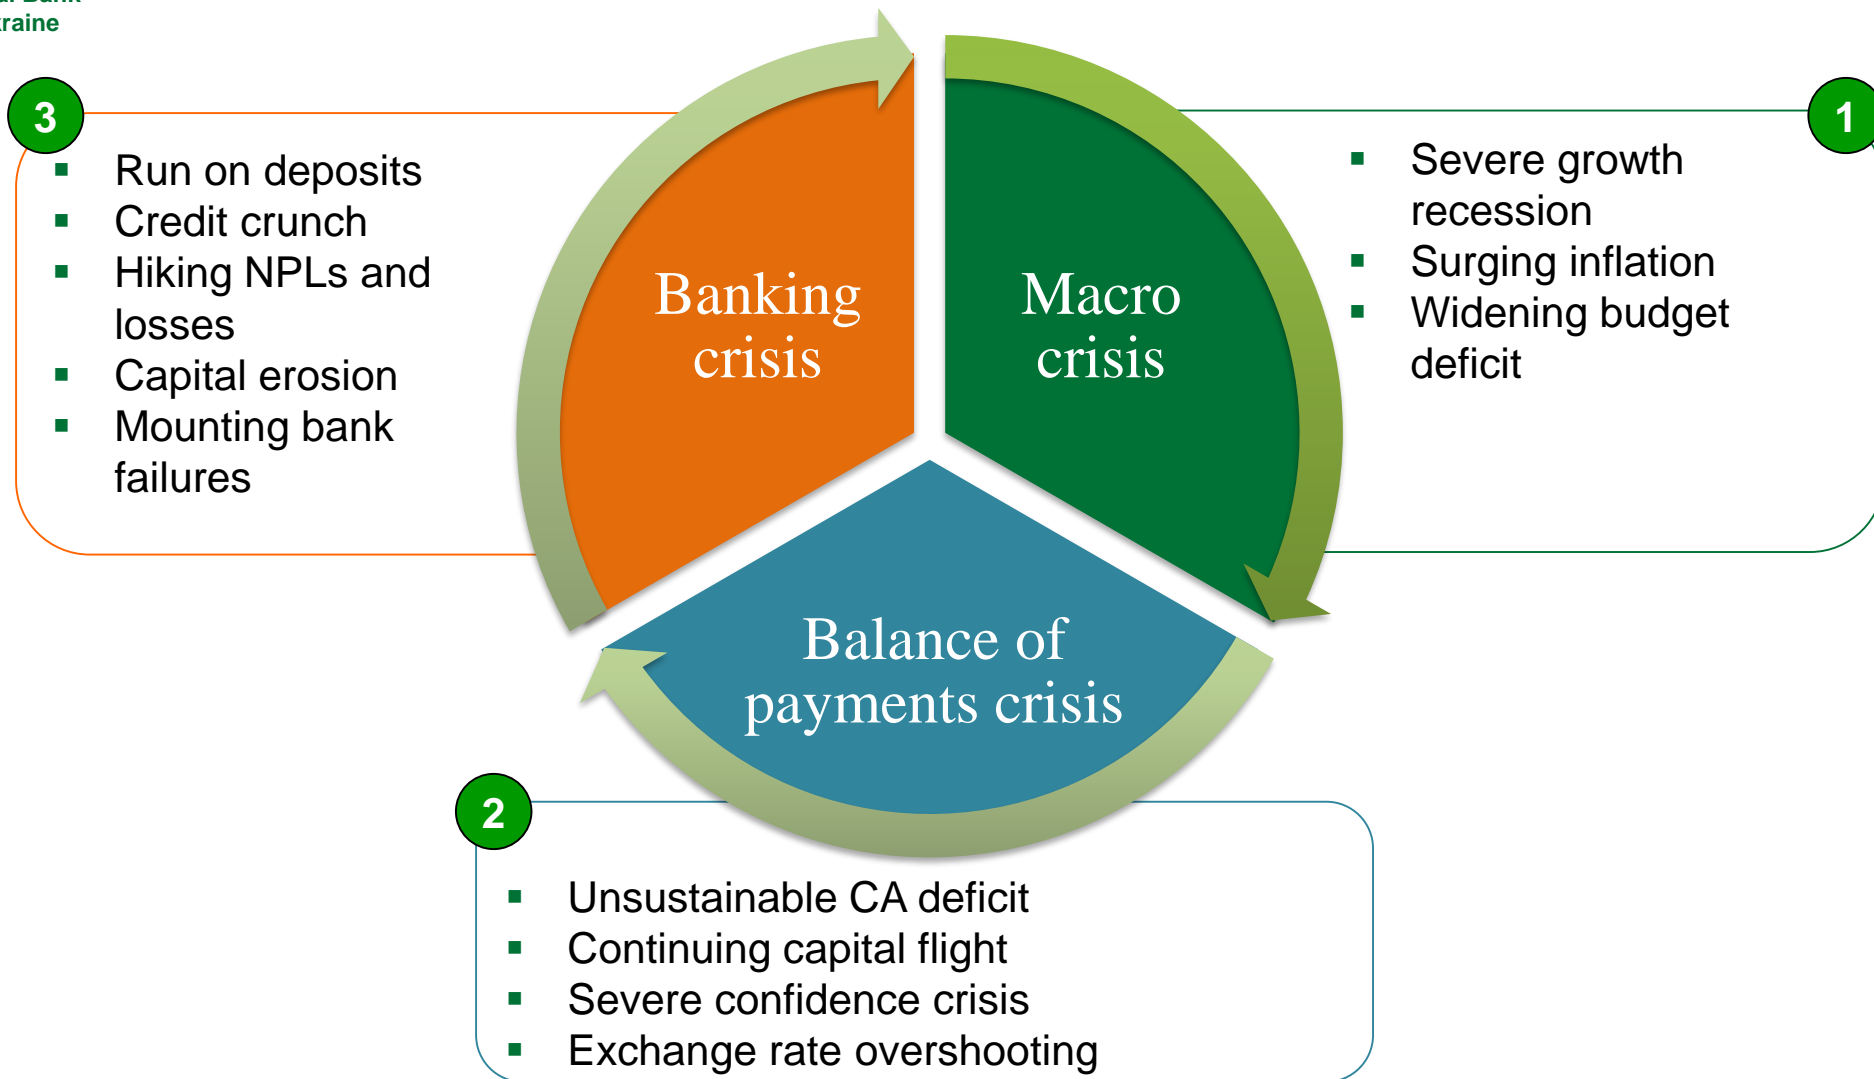 kraine
3
Run on deposits
Credit crunch
Hiking NPLs and
losses
Capital erosion
Mounting bank
failures
Banking
crisis
Macro
crisis
1
Severe growth
recession
Surging inflation
Widening budget
deficit
Balance of
payments crisis
2
Unsustainable CA deficit
Continuing capital flight
Severe confidence crisis
Exchange rate overshooting